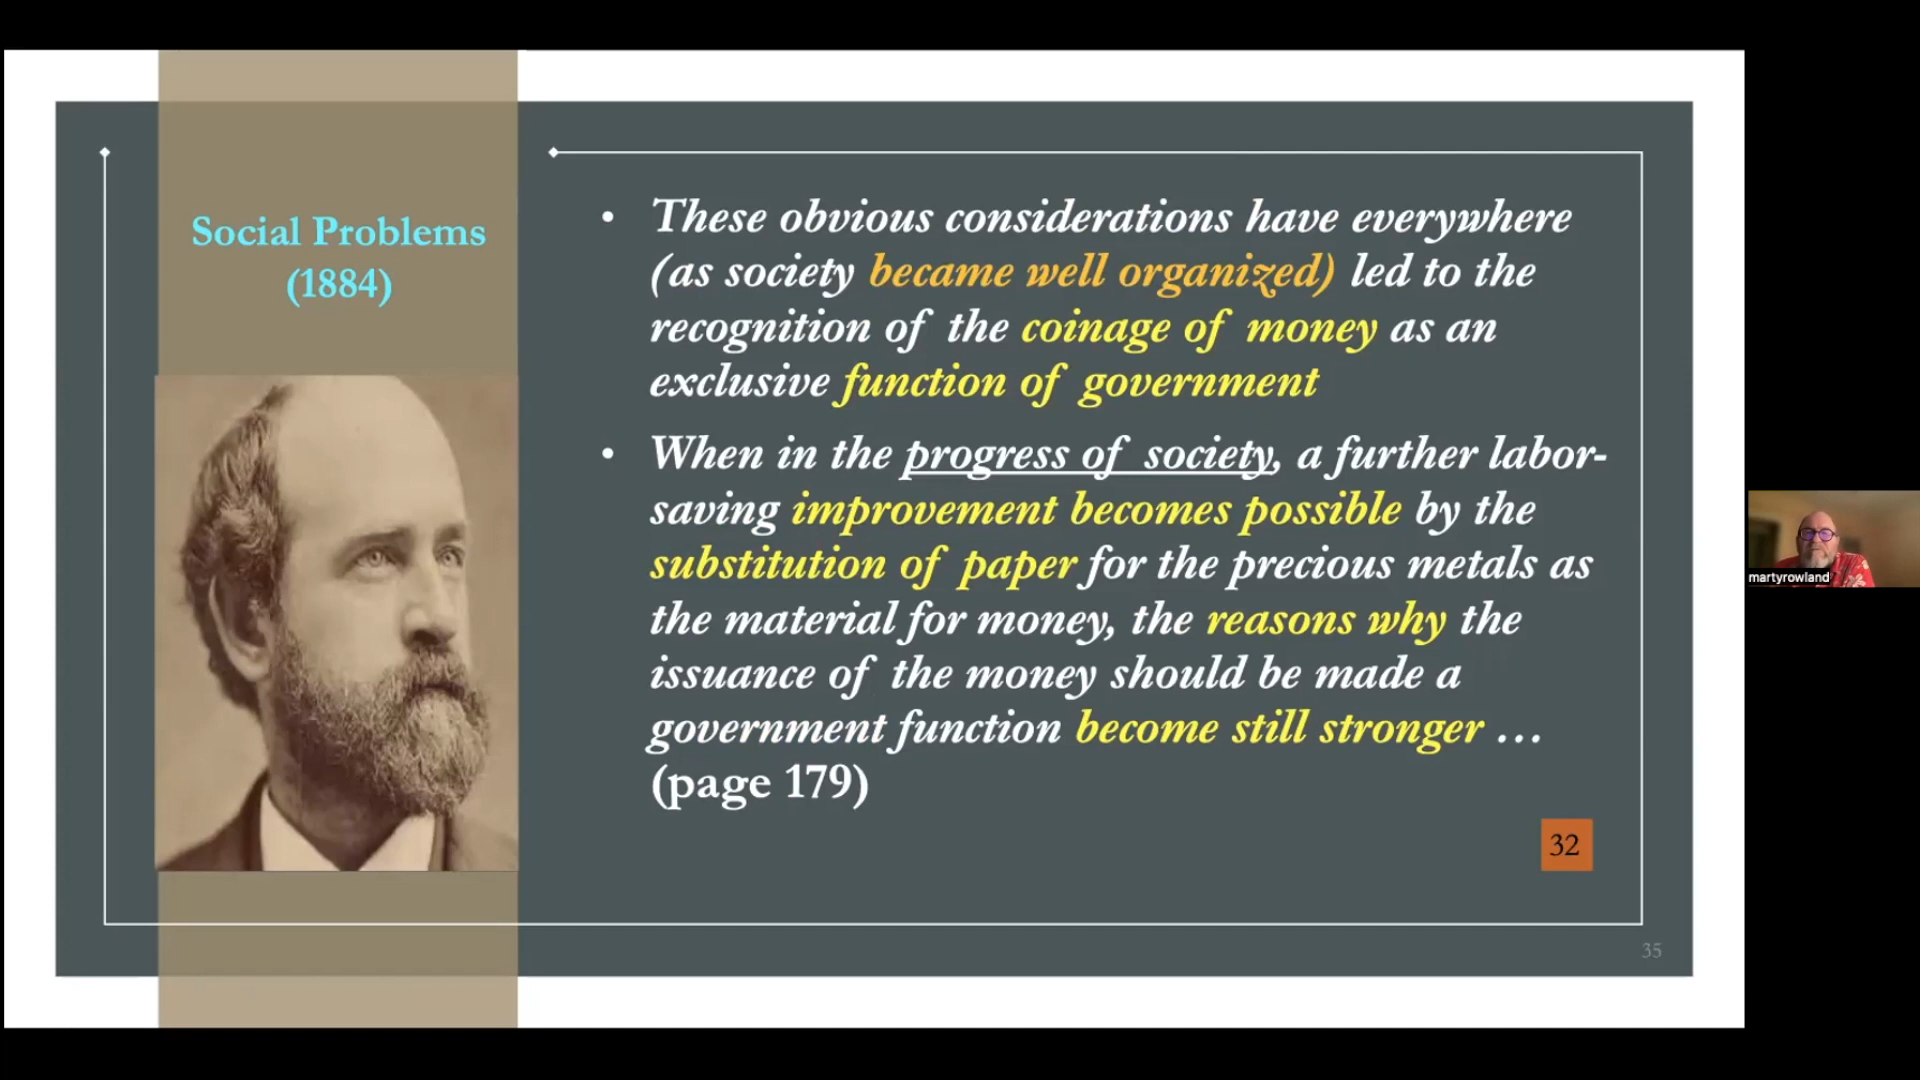 Social Problems
(1884)
• These obvious considerations have everywhere
(as society became well organized) led to the
recognition of the coinage of money as an
exclusive function of government
• When in the progress of society, a further labor-
saving improvement becomes possible by the
substitution of paper for the precious metals as
the material for money, the reasons why the
issuance of the money should be made a
government function become still stronger …
(page 179)
32
35
martyrowland